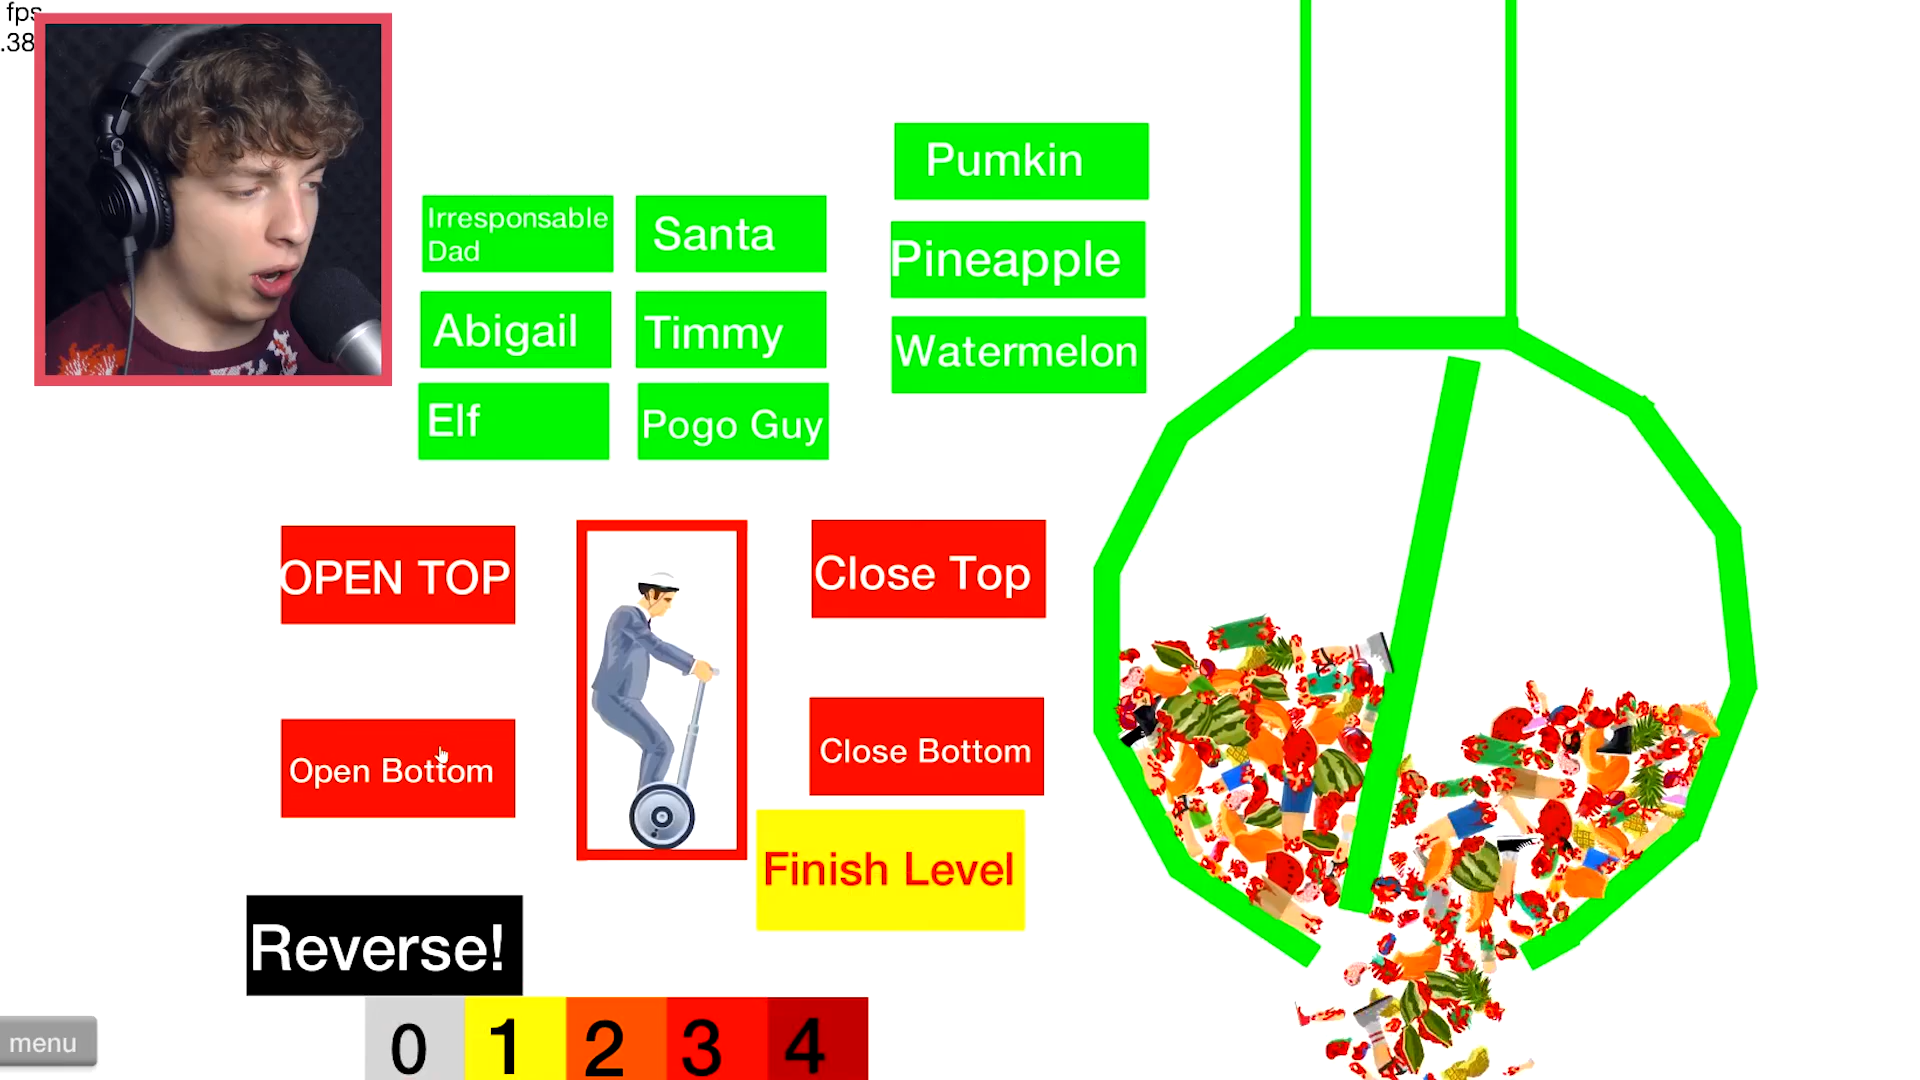 fps
.38
Pumkin
Irresponsable
Dad
Santa
Pineapple
Abigail
Timmy
Watermelon
Elf
Pogo Guy
OPEN TOP
Close Top
Open Bottom
Close Bottom
Finish Level
Reverse!
menu
0 1 2 3 4